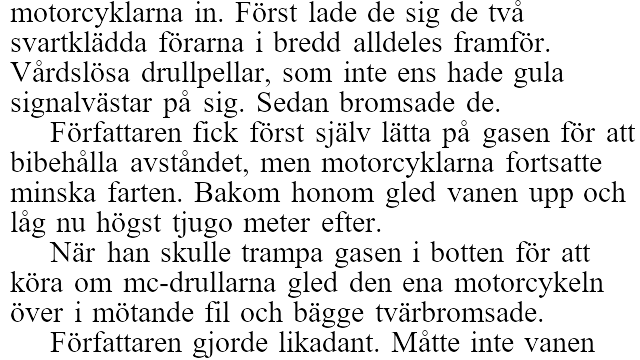 motorcyklarna in. Först lade de sig de två
svartklädda förarna i bredd alldeles framför.
Vårdslösa drullpellar, som inte ens hade gula
signalvästar på sig. Sedan bromsade de.
Författaren fick först själv lätta på gasen för att
bibehålla avståndet, men motorcyklarna fortsatte
minska farten. Bakom honom gled vanen upp och
låg nu högst tjugo meter efter.
När han skulle trampa gasen i botten för att
köra om mc-drullarna gled den ena motorcykeln
över i mötande fil och bägge tvärbromsade.
Författaren gjorde likadant. Måtte inte vanen